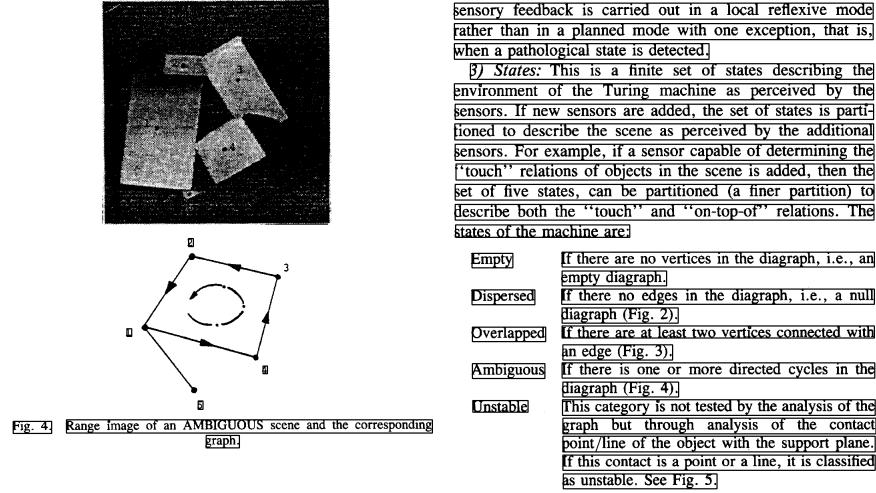 3
4
2
3
1
4
5
Fig. 4. Range image of an AMBIGUOUS scene and the corresponding
graph.
sensory feedback is carried out in a local reflexive mode
rather than in a planned mode with one exception, that is,
when a pathological state is detected.
3) States: This is a finite set of states describing the
environment of the Turing machine as perceived by the
sensors. If new sensors are added, the set of states is parti-
tioned to describe the scene as perceived by the additional
sensors. For example, if a sensor capable of determining the
"touch" relations of objects in the scene is added, then the
set of five states, can be partitioned (a finer partition) to
describe both the "touch" and "on-top-of" relations. The
states of the machine are:
Empty If there are no vertices in the diagraph, i.e., an
empty diagraph.
Dispersed If there no edges in the diagraph, i.e., a null
diagraph (Fig. 2).
Overlapped If there are at least two vertices connected with
an edge (Fig. 3).
Ambiguous If there is one or more directed cycles in the
diagraph (Fig. 4).
Unstable This category is not tested by the analysis of the
graph but through analysis of the contact
point/line of the object with the support plane.
If this contact is a point or a line, it is classified
as unstable. See Fig. 5.